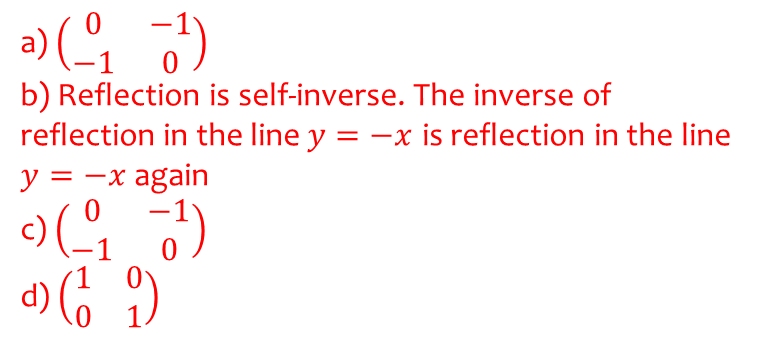 a) $\begin{pmatrix} 0 & -1 \\ -1 & 0 \end{pmatrix}$
b) Reflection is self-inverse. The inverse of
reflection in the line $y = -x$ is reflection in the line
$y = -x$ again
c) $\begin{pmatrix} 0 & -1 \\ -1 & 0 \end{pmatrix}$
d) $\begin{pmatrix} 1 & 0 \\ 0 & 1 \end{pmatrix}$